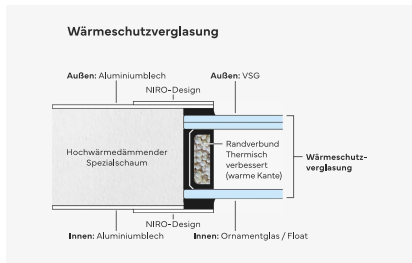 Wärmeschutzverglasung
Außen: Aluminiumblech
Außen: VSG
NIRO-Design
Hochwärmedämmender
Spezialschaum
Randverbund
Thermisch
verbessert
(warme Kante)
Wärmeschutz-
verglasung
NIRO-Design
Innen: Aluminiumblech
Innen: Ornamentglas / Float